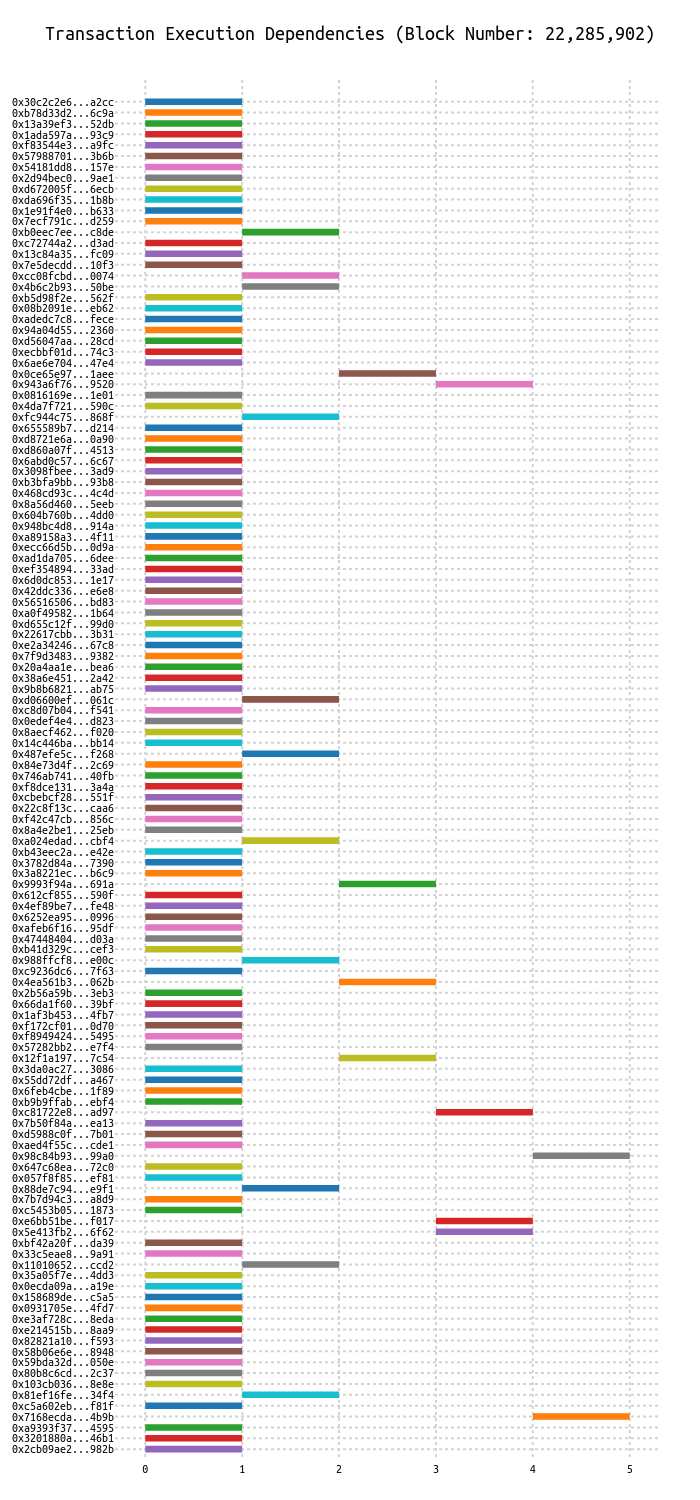 Transaction Execution Dependencies (Block Number: 22,285,902)
0x30c2c2e6...a2cc
0xb78d33d2...6c9a
0x13a39ef3...52db
0x1ada597a...93c9
0xf83544e3...a9fc
0x57988701...3b6b
0x54181dd8...157e
0x2d94bec0...9ae1
0xd672005f...6ecb
0xda696f35...1b8b
0x1e91f4e0...b633
0x7ecf791c...d259
0xb0eec7ee...c8de
0xc72744a2...d3ad
0x13c84a35...fc09
0x7e5decdd...10f3
0xcc08fcbd...0074
0x4b6c2b93...50be
0xb5d98f2e...562f
0x08b2091e...eb62
0xadedc7c8...fece
0x94a04d55...2360
0xd56047aa...28cd
0xecbbf01d...74c3
0x6ae6e704...47e4
0x0ce65e97...1aee
0x943a6f76...9520
0x0816169e...1e01
0x4da7f721...590c
0xfc944c75...868f
0x655589b7...d214
0xd8721e6a...0a90
0xd860a07f...4513
0x6abd0c57...6c67
0x3098fbee...3ad9
0xb3bfa9bb...93b8
0x468cd93c...4c4d
0x8a56d460...5eeb
0x604b760b...4dd0
0x948bc4d8...914a
0xa89158a3...4f11
0xecc66d5b...0d9a
0xad1da705...6dee
0xef354894...33ad
0x6d0dc853...1e17
0x42ddc336...e6e8
0x56516506...bd83
0xa0f49582...1b64
0xd655c12f...99d0
0x22617cbb...3b31
0xe2a34246...67c8
0x7f9d3483...9382
0x20a4aa1e...bea6
0x38a6e451...2a42
0x9b8b6821...ab75
0xd06600ef...061c
0xc8d07b04...f541
0x0edef4e4...d823
0x8aecf462...f020
0x14c446ba...bb14
0x487efe5c...f268
0x84e73d4f...2c69
0x746ab741...40fb
0xf8dce131...3a4a
0xcbebcf28...551f
0x22c8f13c...caa6
0xf42c47cb...856c
0x8a4e2be1...25eb
0xa024edad...cbf4
0xb43eec2a...e42e
0x3782d84a...7390
0x3a8221ec...b6c9
0x9993f94a...691a
0x612cf855...590f
0x4ef89be7...fe48
0x6252ea95...0996
0xafeb6f16...95df
0x47448404...d03a
0xb41d329c...cef3
0x988ffcf8...e00c
0xc9236dc6...7f63
0x4ea561b3...062b
0x2b56a59b...3eb3
0x66da1f60...39bf
0x1af3b453...4fb7
0xf172cf01...0d70
0xf8949424...5495
0x57282bb2...e7f4
0x12f1a197...7c54
0x3da0ac27...3086
0x55dd72df...a467
0x6feb4cbe...1f89
0xb9b9ffab...ebf4
0xc81722e8...ad97
0x7b50f84a...ea13
0xd5988c0f...7b01
0xaed4f55c...cde1
0x98c84b93...99a0
0x647c68ea...72c0
0x057f8f85...ef81
0x88de7c94...e9f1
0x7b7d94c3...a8d9
0xc5453b05...1873
0xe6bb51be...f017
0x5e413fb2...6f62
0xbf42a20f...da39
0x33c5eae8...9a91
0x11010652...ccd2
0x35a05f7e...4dd3
0x0ecda09a...a19e
0x158689de...c5a5
0x0931705e...4fd7
0xe3af728c...8eda
0xe214515b...8aa9
0x82821a10...f593
0x58b06e6e...8948
0x59bda32d...050e
0x80b8c6cd...2c37
0x103cb036...8e8e
0x81ef16fe...34f4
0xc5a602eb...f81f
0x7168ecda...4b9b
0xa9393f37...4595
0x3201880a...46b1
0x2cb09ae2...982b
0 1 2 3 4 5